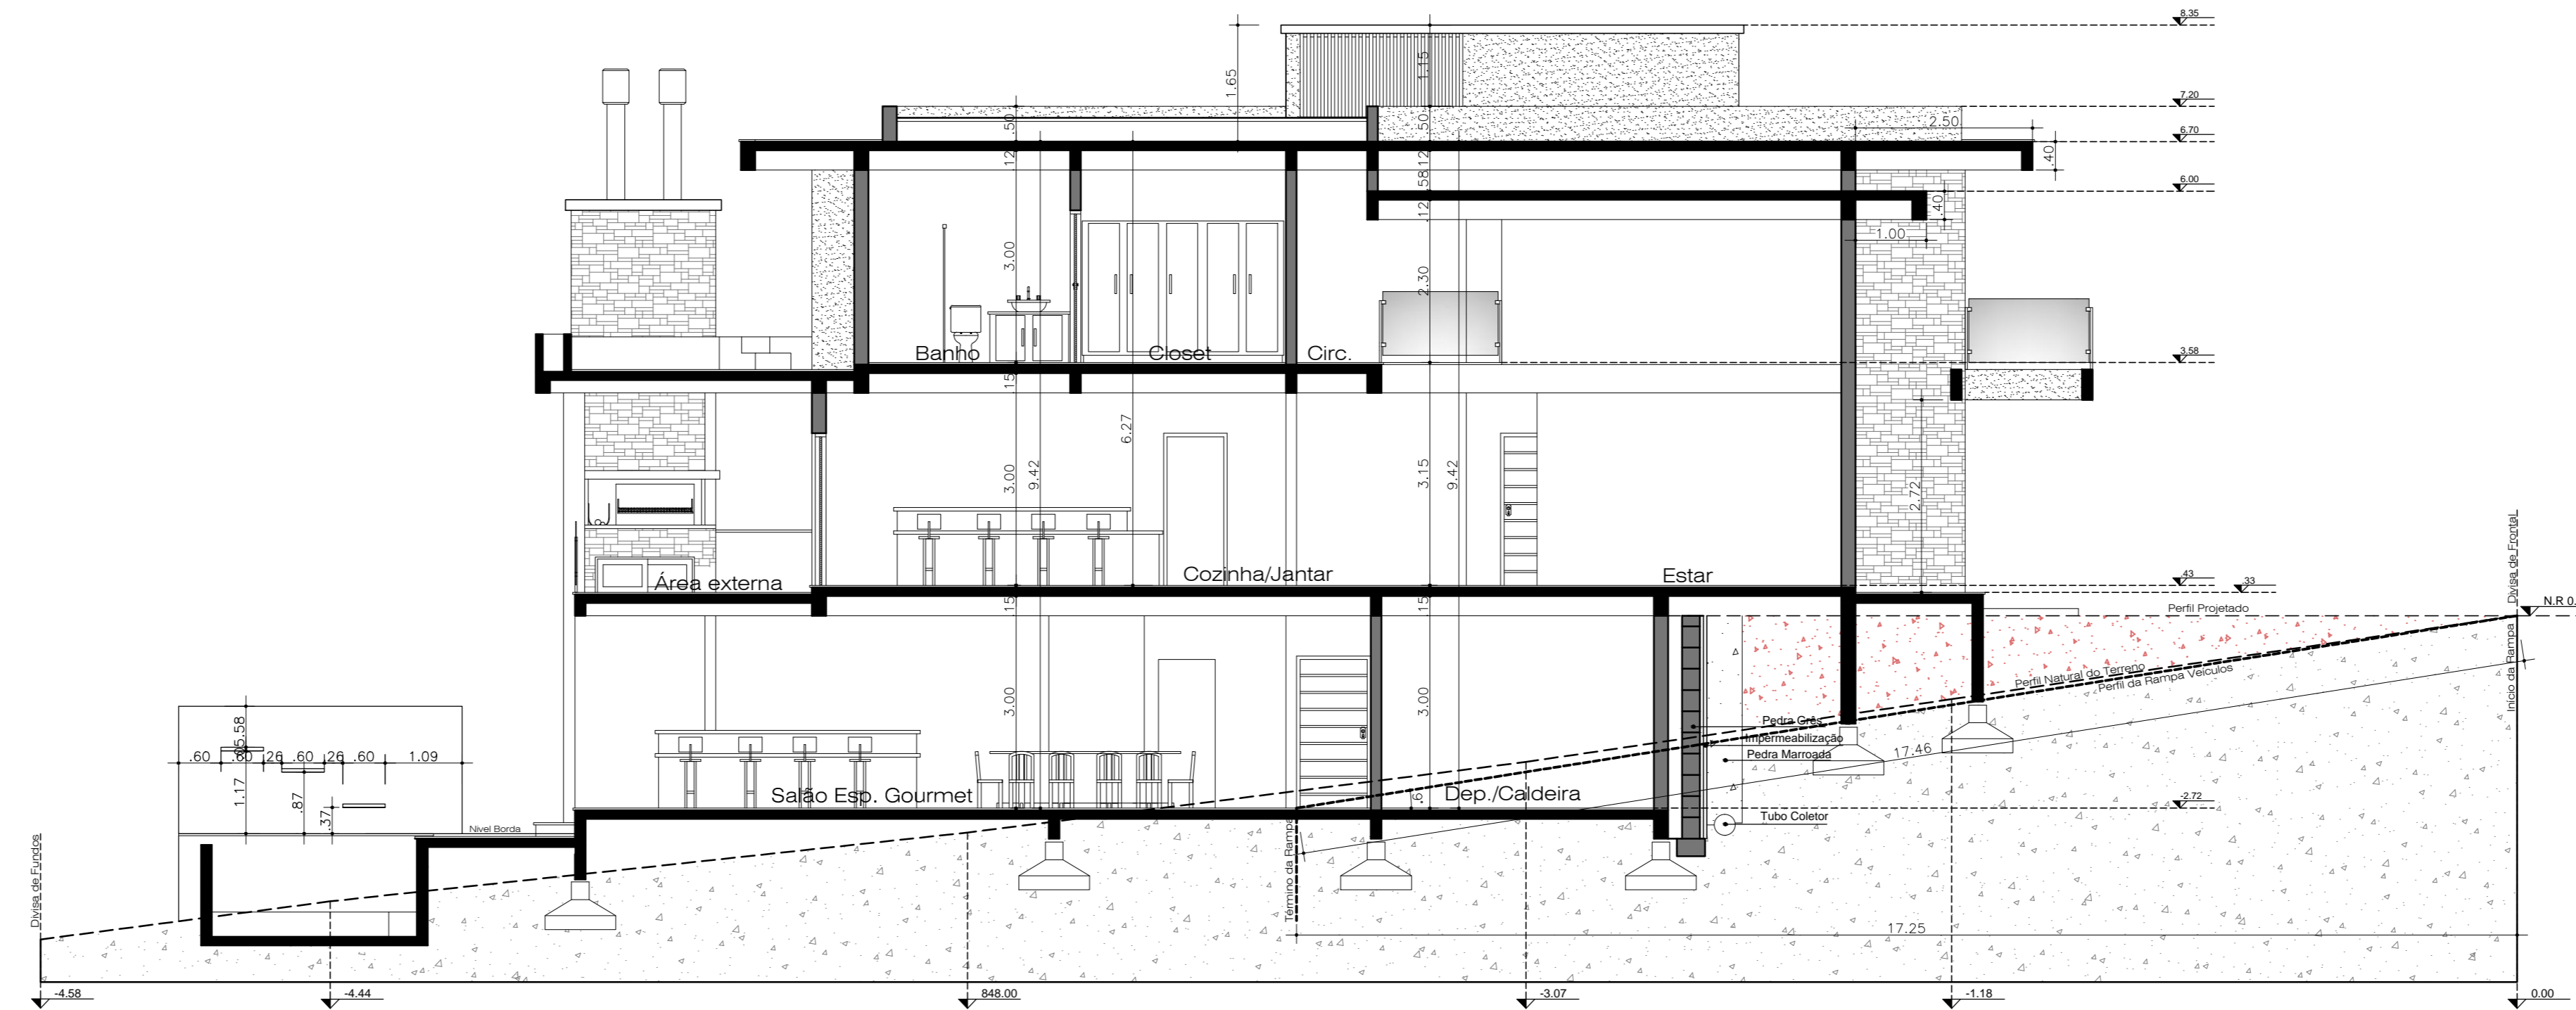 8.35
1.65
1.15
7.20
.50
.50
2.50
6.70
.12
.12
.40
.58
6.00
.12
.40
1.00
3.00
2.30
Banho
Closet
Circ.
3.58
.15
6.27
3.00
9.42
3.15
9.42
2.72
Área externa
Cozinha/Jantar
Estar
.43
.33
Divisa de Frontal
N.R 0.
.15
.15
Perfil Projetado
Perfil Natural do Terreno
Perfil da Rampa Veiculos
Início da Rampa
3.00
3.00
Pedra Grês
Impermeabilização
17.46
Pedra Marroada
.60
.60
.26
.60
.26
.60
1.09
1.17
.87
.37
Salão Esp. Gourmet
Dep./Caldeira
-2.72
Tubo Coletor
Nivel Borda
Divisa de Fundos
Término da Rampa
17.25
-4.58
-4.44
848.00
-3.07
-1.18
0.00